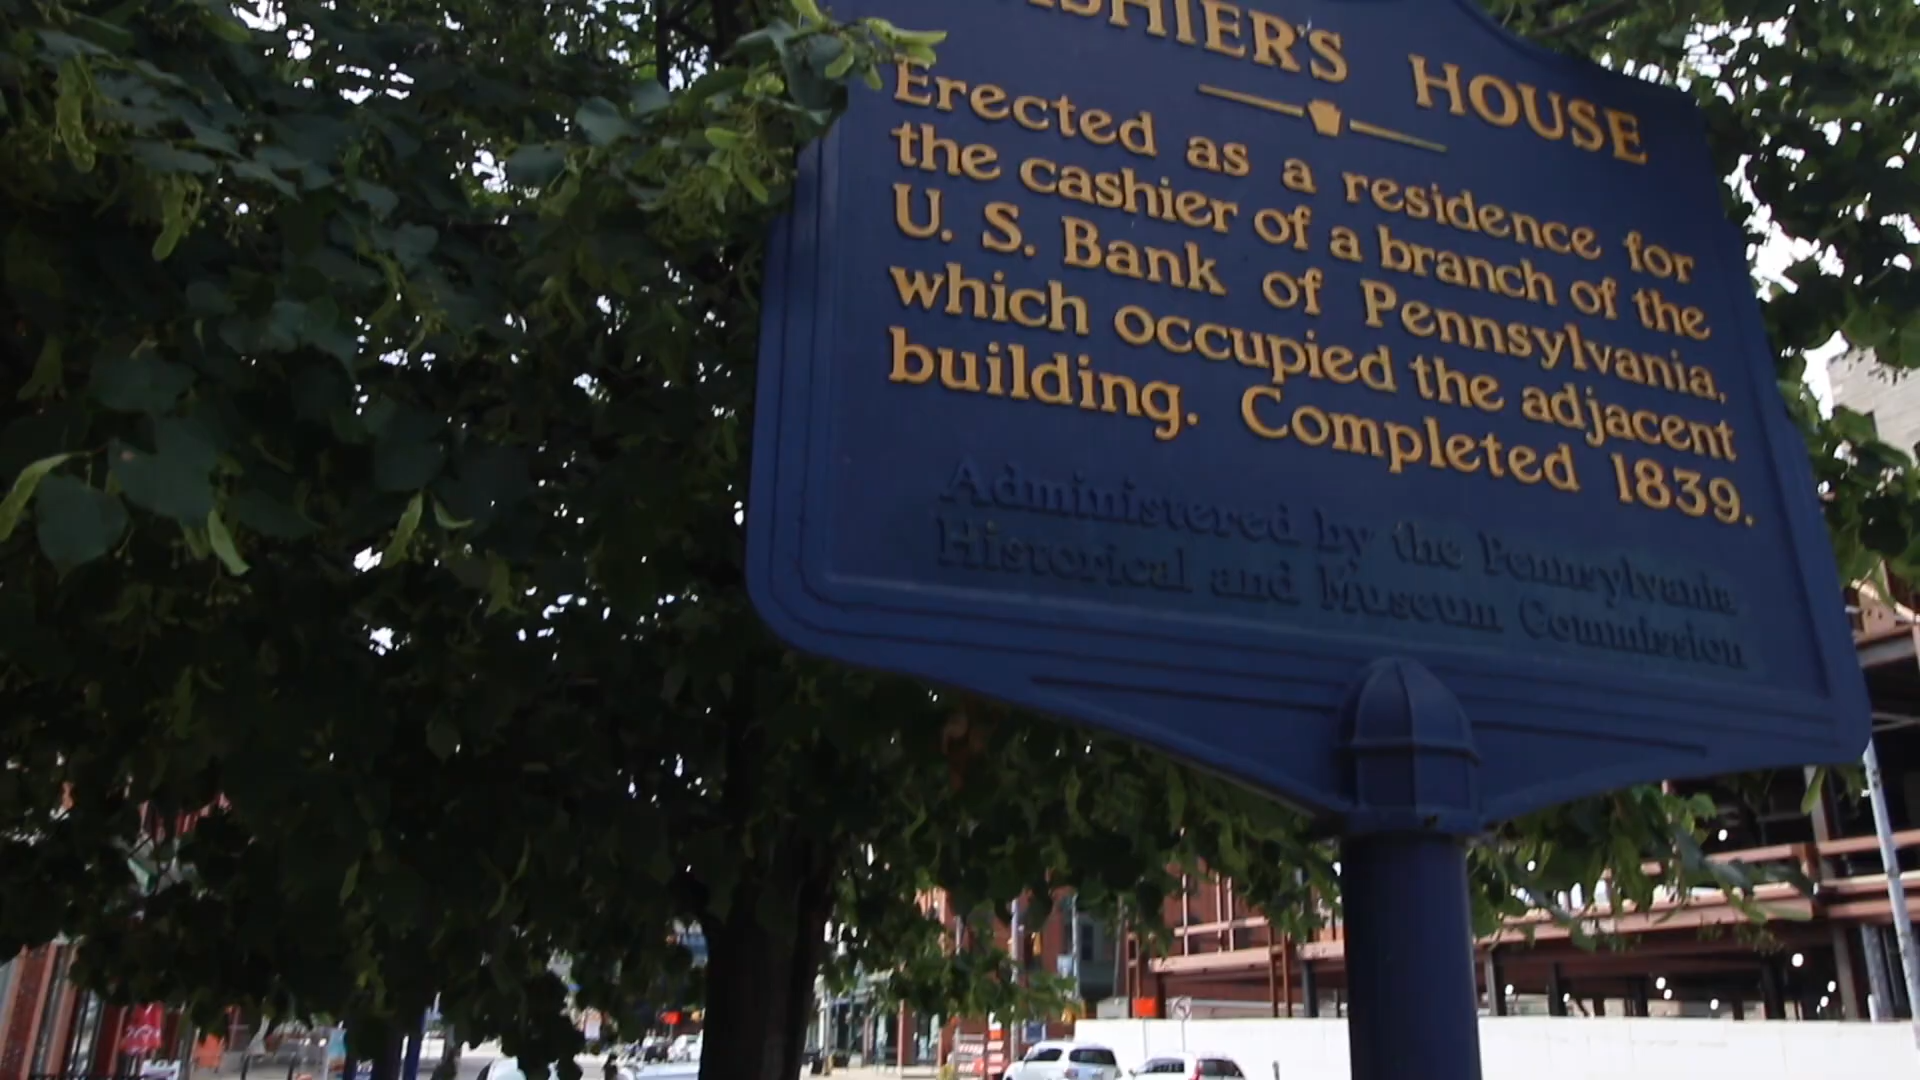 ASHIER'S HOUSE
Erected as a residence for
the cashier of a branch of the
U. S. Bank of Pennsylvania,
which occupied the adjacent
building. Completed 1839.
Administered by the Pennsylvania
Historical and Museum Commission